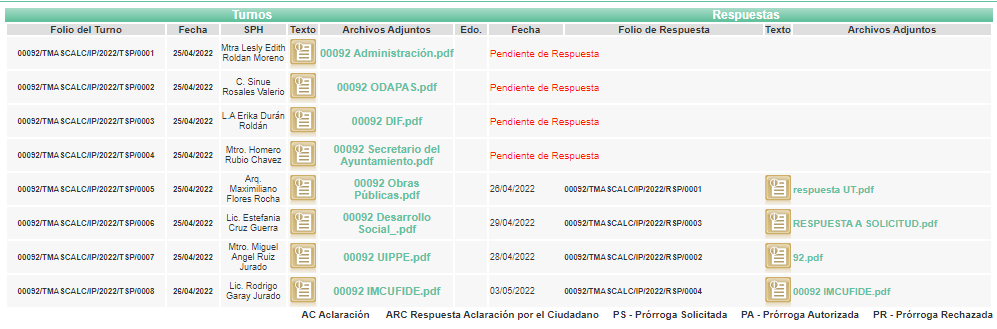 Turnos Respuestas
Folio del Turno Fecha SPH Texto Archivos Adjuntos Edo. Fecha Folio de Respuesta Texto Archivos Adjuntos
00092/TMASCALC/IP/2022/TSP/0001 25/04/2022 Mtra Lesly Edith Roldan Moreno 00092 Administración.pdf Pendiente de Respuesta
00092/TMASCALC/IP/2022/TSP/0002 25/04/2022 C. Sinue Rosales Valerio 00092 ODAPAS.pdf Pendiente de Respuesta
00092/TMASCALC/IP/2022/TSP/0003 25/04/2022 L.A Erika Durán Roldán 00092 DIF.pdf Pendiente de Respuesta
00092/TMASCALC/IP/2022/TSP/0004 25/04/2022 Mtro. Homero Rubio Chavez 00092 Secretario del Ayuntamiento.pdf Pendiente de Respuesta
00092/TMASCALC/IP/2022/TSP/0005 25/04/2022 Arq. Maximiliano Flores Rocha 00092 Obras Públicas.pdf 26/04/2022 00092/TMASCALC/IP/2022/RSP/0001 respuesta UT.pdf
00092/TMASCALC/IP/2022/TSP/0006 25/04/2022 Lic. Estefania Cruz Guerra 00092 Desarrollo Social_.pdf 29/04/2022 00092/TMASCALC/IP/2022/RSP/0003 RESPUESTA A SOLICITUD.pdf
00092/TMASCALC/IP/2022/TSP/0007 25/04/2022 Mtro. Miguel Angel Ruiz Jurado 00092 UIPPE.pdf 28/04/2022 00092/TMASCALC/IP/2022/RSP/0002 92.pdf
00092/TMASCALC/IP/2022/TSP/0008 26/04/2022 Lic. Rodrigo Garay Jurado 00092 IMCUFIDE.pdf 03/05/2022 00092/TMASCALC/IP/2022/RSP/0004 00092 IMCUFIDE.pdf
AC Aclaración ARC Respuesta Aclaración por el Ciudadano PS - Prórroga Solicitada PA - Prórroga Autorizada PR - Prórroga Rechazada